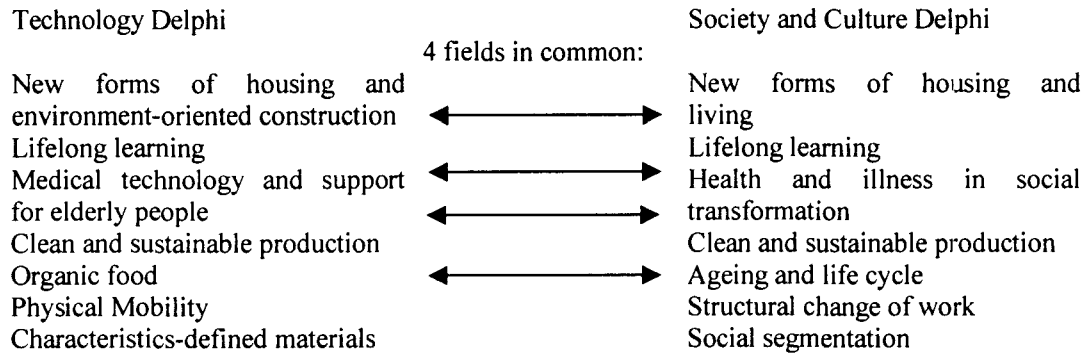 Technology Delphi
Society and Culture Delphi
4 fields in common:
New forms of housing and
environment-oriented construction
Lifelong learning
Medical technology and support
for elderly people
Clean and sustainable production
Organic food
Physical Mobility
Characteristics-defined materials
New forms of housing and
living
Lifelong learning
Health and illness in social
transformation
Clean and sustainable production
Ageing and life cycle
Structural change of work
Social segmentation